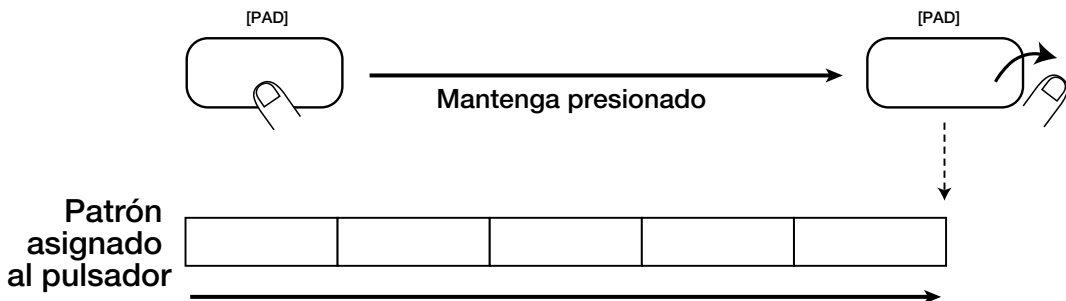 [PAD]
[PAD]
Mantenga presionado
Patrón
asignado
al pulsador